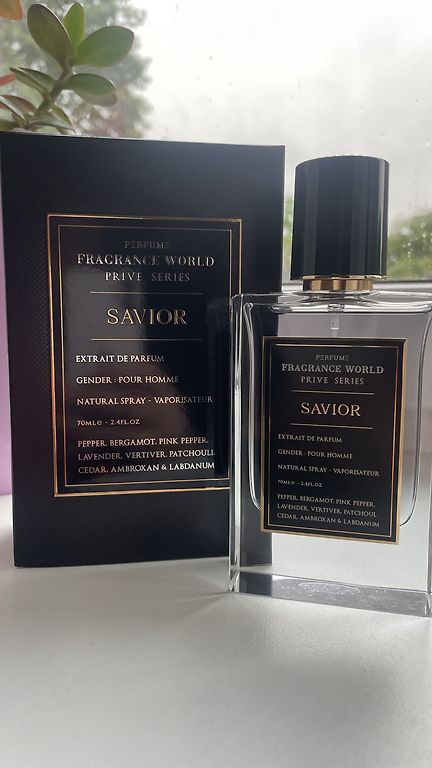 PERFUME
FRAGRANCE WORLD
PRIVE SERIES
SAVIOR
EXTRAIT DE PARFUM
GENDER : POUR HOMME
NATURAL SPRAY - VAPORISATEUR
70ML℮ - 2.4FL.OZ
PEPPER, BERGAMOT, PINK PEPPER,
LAVENDER, VERTIVER, PATCHOULI,
CEDAR, AMBROXAN & LABDANUM
PERFUME
FRAGRANCE WORLD
PRIVE SERIES
SAVIOR
EXTRAIT DE PARFUM
GENDER : POUR HOMME
NATURAL SPRAY - VAPORISATEUR
70ML℮ - 2.4FL.OZ
PEPPER, BERGAMOT, PINK PEPPER,
LAVENDER, VERTIVER, PATCHOUL
CEDAR, AMBROXAN & LABDANUM